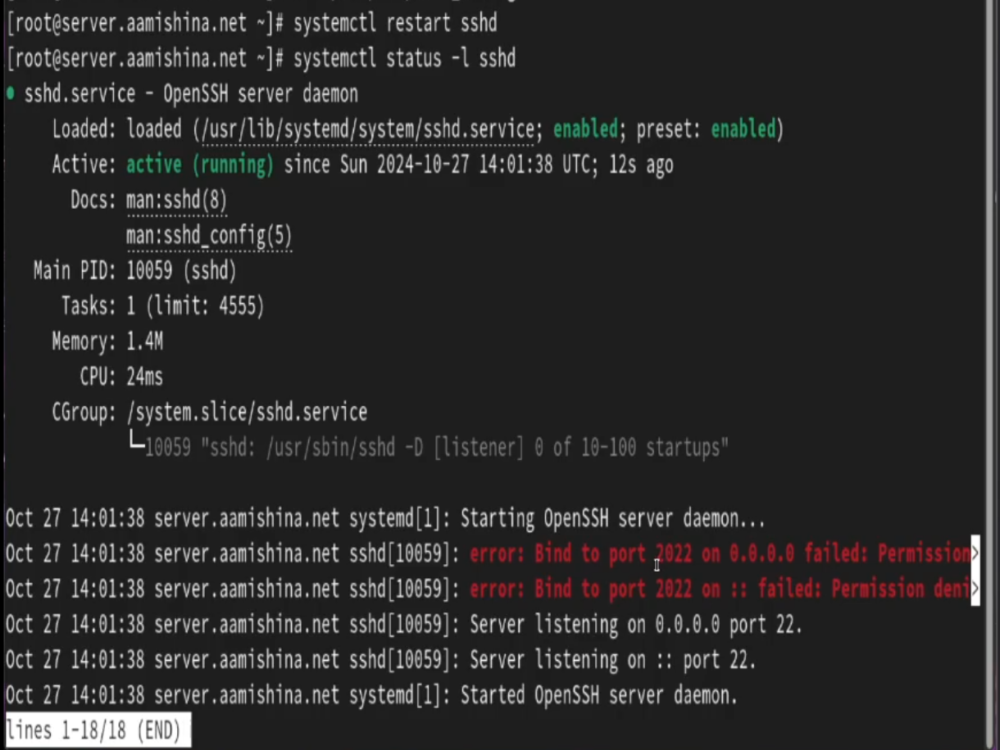 [root@server.aamishina.net ~]# systemctl restart sshd
[root@server.aamishina.net ~]# systemctl status -l sshd
● sshd.service - OpenSSH server daemon
Loaded: loaded (/usr/lib/systemd/system/sshd.service; enabled; preset: enabled)
Active: active (running) since Sun 2024-10-27 14:01:38 UTC; 12s ago
Docs: man:sshd(8)
man:sshd_config(5)
Main PID: 10059 (sshd)
Tasks: 1 (limit: 4555)
Memory: 1.4M
CPU: 24ms
CGroup: /system.slice/sshd.service
└─10059 "sshd: /usr/sbin/sshd -D [listener] 0 of 10-100 startups"
Oct 27 14:01:38 server.aamishina.net systemd[1]: Starting OpenSSH server daemon...
Oct 27 14:01:38 server.aamishina.net sshd[10059]: error: Bind to port 2022 on 0.0.0.0 failed: Permission>
Oct 27 14:01:38 server.aamishina.net sshd[10059]: error: Bind to port 2022 on :: failed: Permission deni>
Oct 27 14:01:38 server.aamishina.net sshd[10059]: Server listening on 0.0.0.0 port 22.
Oct 27 14:01:38 server.aamishina.net sshd[10059]: Server listening on :: port 22.
Oct 27 14:01:38 server.aamishina.net systemd[1]: Started OpenSSH server daemon.
lines 1-18/18 (END)